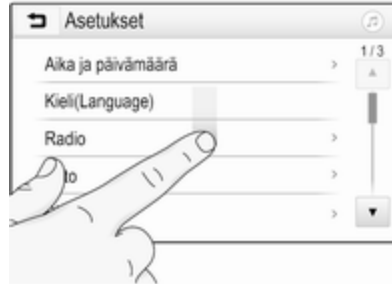 Asetukset
1/3
Aika ja päivämäärä
Kieli(Language)
Radio